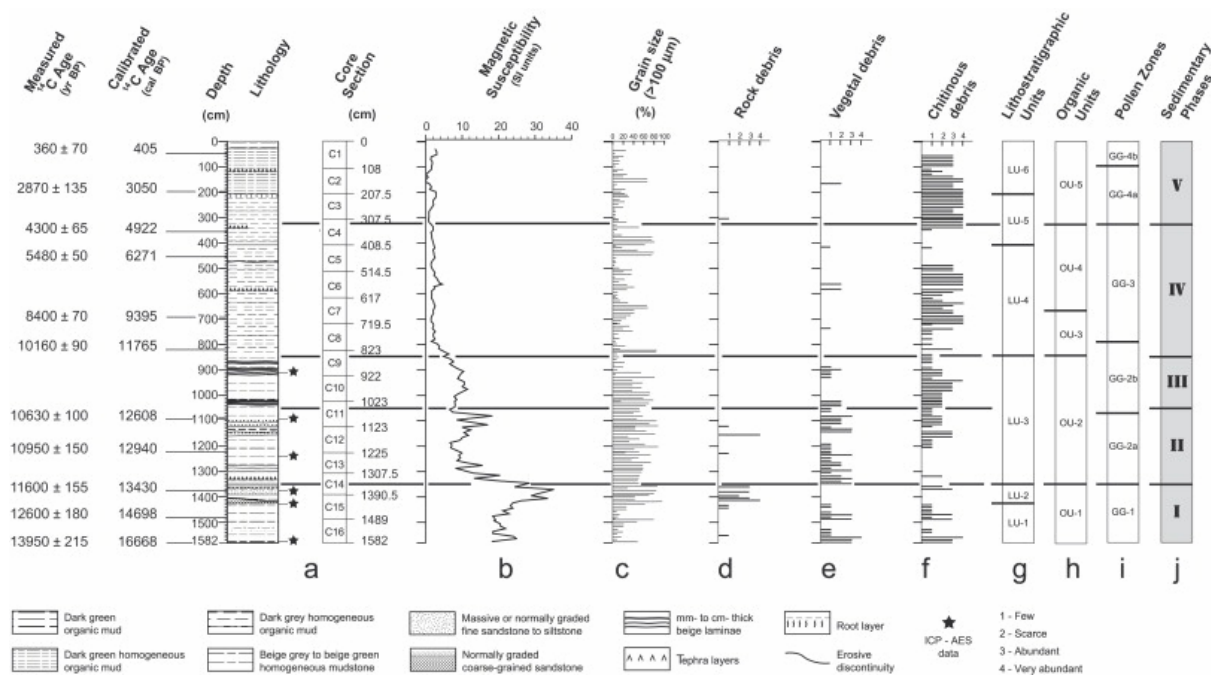 Measured
¹⁴C Age
(yr BP)
Calibrated
¹⁴C Age
(cal BP)
Depth
(cm)
Lithology
Core
Section
(cm)
Magnetic
Susceptibility
(SI units)
Grain size
(>100 µm)
(%)
Rock debris
Vegetal debris
Chitinous
debris
Lithostratigraphic
Units
Organic
Units
Pollen Zones
Sedimentary
Phases
0 10 20 30 40
0 20 40 60 80 100
1 2 3 4
1 2 3 4
1 2 3 4
360 ± 70 405
2870 ± 135 3050
4300 ± 65 4922
5480 ± 50 6271
8400 ± 70 9395
10160 ± 90 11765
10630 ± 100 12608
10950 ± 150 12940
11600 ± 155 13430
12600 ± 180 14698
13950 ± 215 16668
0
100
200
300
400
500
600
700
800
900
1000
1100
1200
1300
1400
1500
1582
C1
C2
C3
C4
C5
C6
C7
C8
C9
C10
C11
C12
C13
C14
C15
C16
0
108
207.5
307.5
408.5
514.5
617
719.5
823
922
1023
1123
1225
1307.5
1390.5
1489
1582
LU-6
LU-5
LU-4
LU-3
LU-2
LU-1
OU-5
OU-4
OU-3
OU-2
OU-1
GG-4b
GG-4a
GG-3
GG-2b
GG-2a
GG-1
V
IV
III
II
I
a b c d e f g h i j
Dark green
organic mud
Dark green homogeneous
organic mud
Dark grey homogeneous
organic mud
Beige grey to beige green
homogeneous mudstone
Massive or normally graded
fine sandstone to siltstone
Normally graded
coarse-grained sandstone
mm- to cm- thick
beige laminae
Tephra layers
Root layer
Erosive
discontinuity
ICP - AES
data
1 - Few
2 - Scarce
3 - Abundant
4 - Very abundant